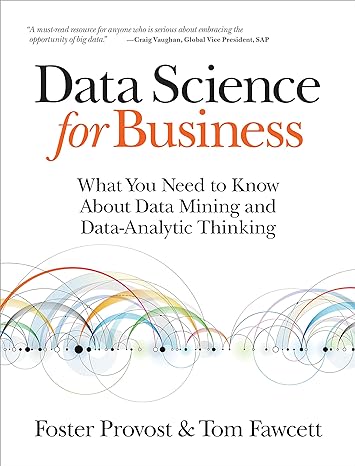 "A must-read resource for anyone who is serious about embracing the
opportunity of big data." —Craig Vaughan, Global Vice President, SAP
Data Science
for Business
What You Need to Know
About Data Mining and
Data-Analytic Thinking
Foster Provost & Tom Fawcett